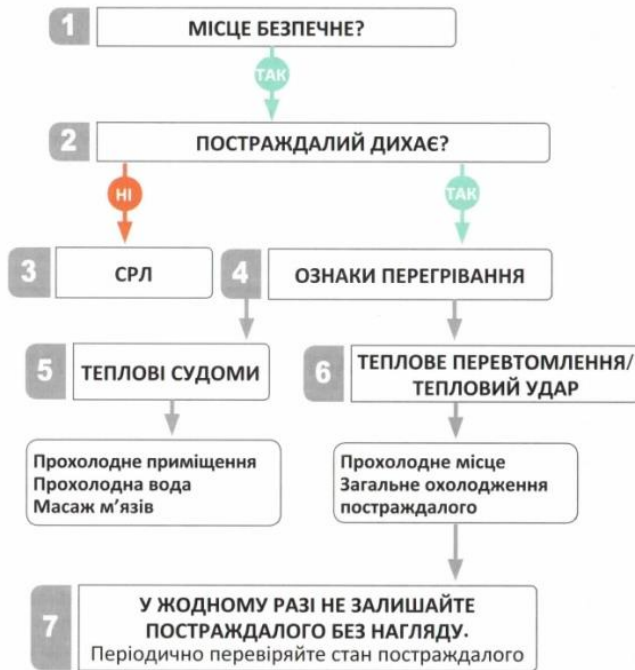 1 МІСЦЕ БЕЗПЕЧНЕ?
ТАК
2 ПОСТРАЖДАЛИЙ ДИХАЄ?
НІ
ТАК
3 СРЛ
4 ОЗНАКИ ПЕРЕГРІВАННЯ
5 ТЕПЛОВІ СУДОМИ
6 ТЕПЛОВЕ ПЕРЕВТОМЛЕННЯ/
ТЕПЛОВИЙ УДАР
Прохолодне приміщення
Прохолодна вода
Масаж м’язів
Прохолодне місце
Загальне охолодження
постраждалого
7 У ЖОДНОМУ РАЗІ НЕ ЗАЛИШАЙТЕ
ПОСТРАЖДАЛОГО БЕЗ НАГЛЯДУ.
Періодично перевіряйте стан постраждалого